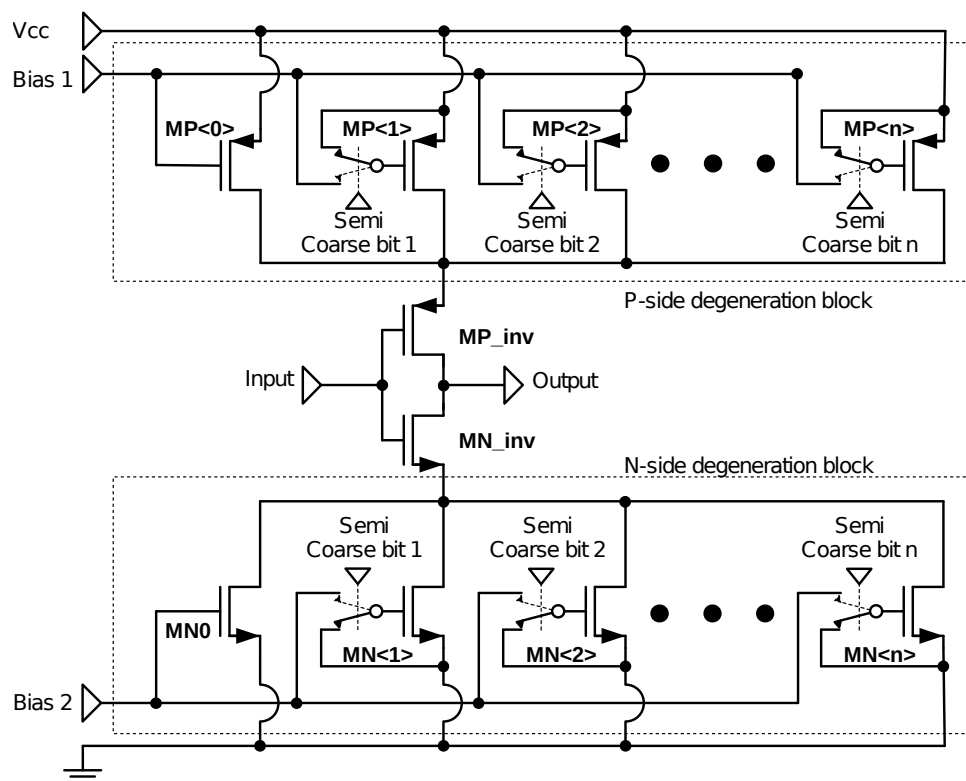 Vcc
Bias 1
MP<0>
MP<1>
MP<2>
MP<n>
Semi
Coarse bit 1
Semi
Coarse bit 2
Semi
Coarse bit n
P-side degeneration block
MP_inv
Input
Output
MN_inv
N-side degeneration block
Semi
Coarse bit 1
Semi
Coarse bit 2
Semi
Coarse bit n
MN0
MN<1>
MN<2>
MN<n>
Bias 2